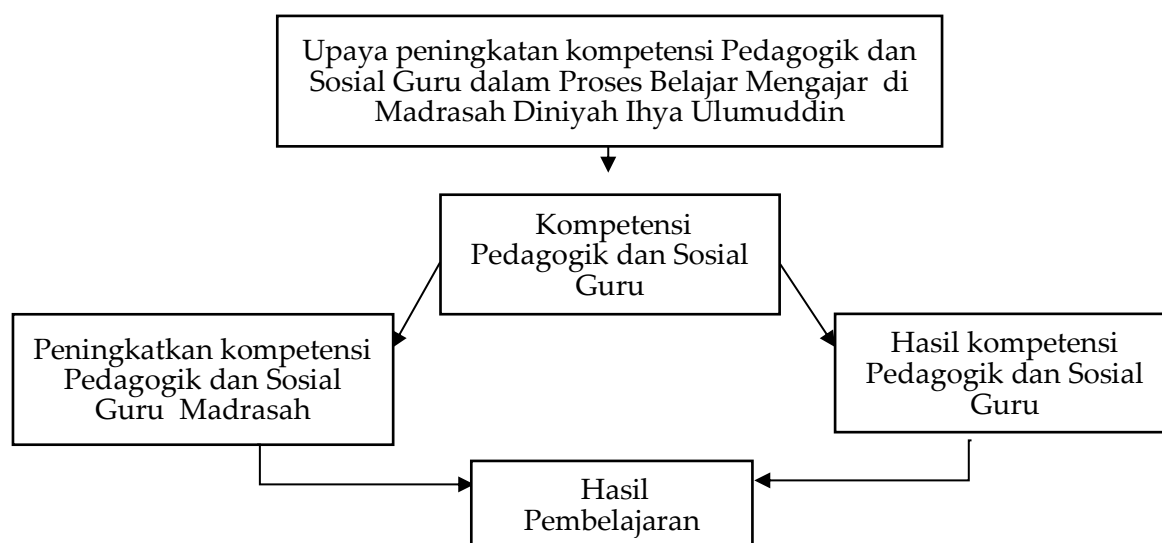 Upaya peningkatan kompetensi Pedagogik dan
Sosial Guru dalam Proses Belajar Mengajar  di
Madrasah Diniyah Ihya Ulumuddin
Kompetensi
Pedagogik dan Sosial
Guru
Peningkatkan kompetensi
Pedagogik dan Sosial
Guru  Madrasah
Hasil kompetensi
Pedagogik dan Sosial
Guru
Hasil
Pembelajaran